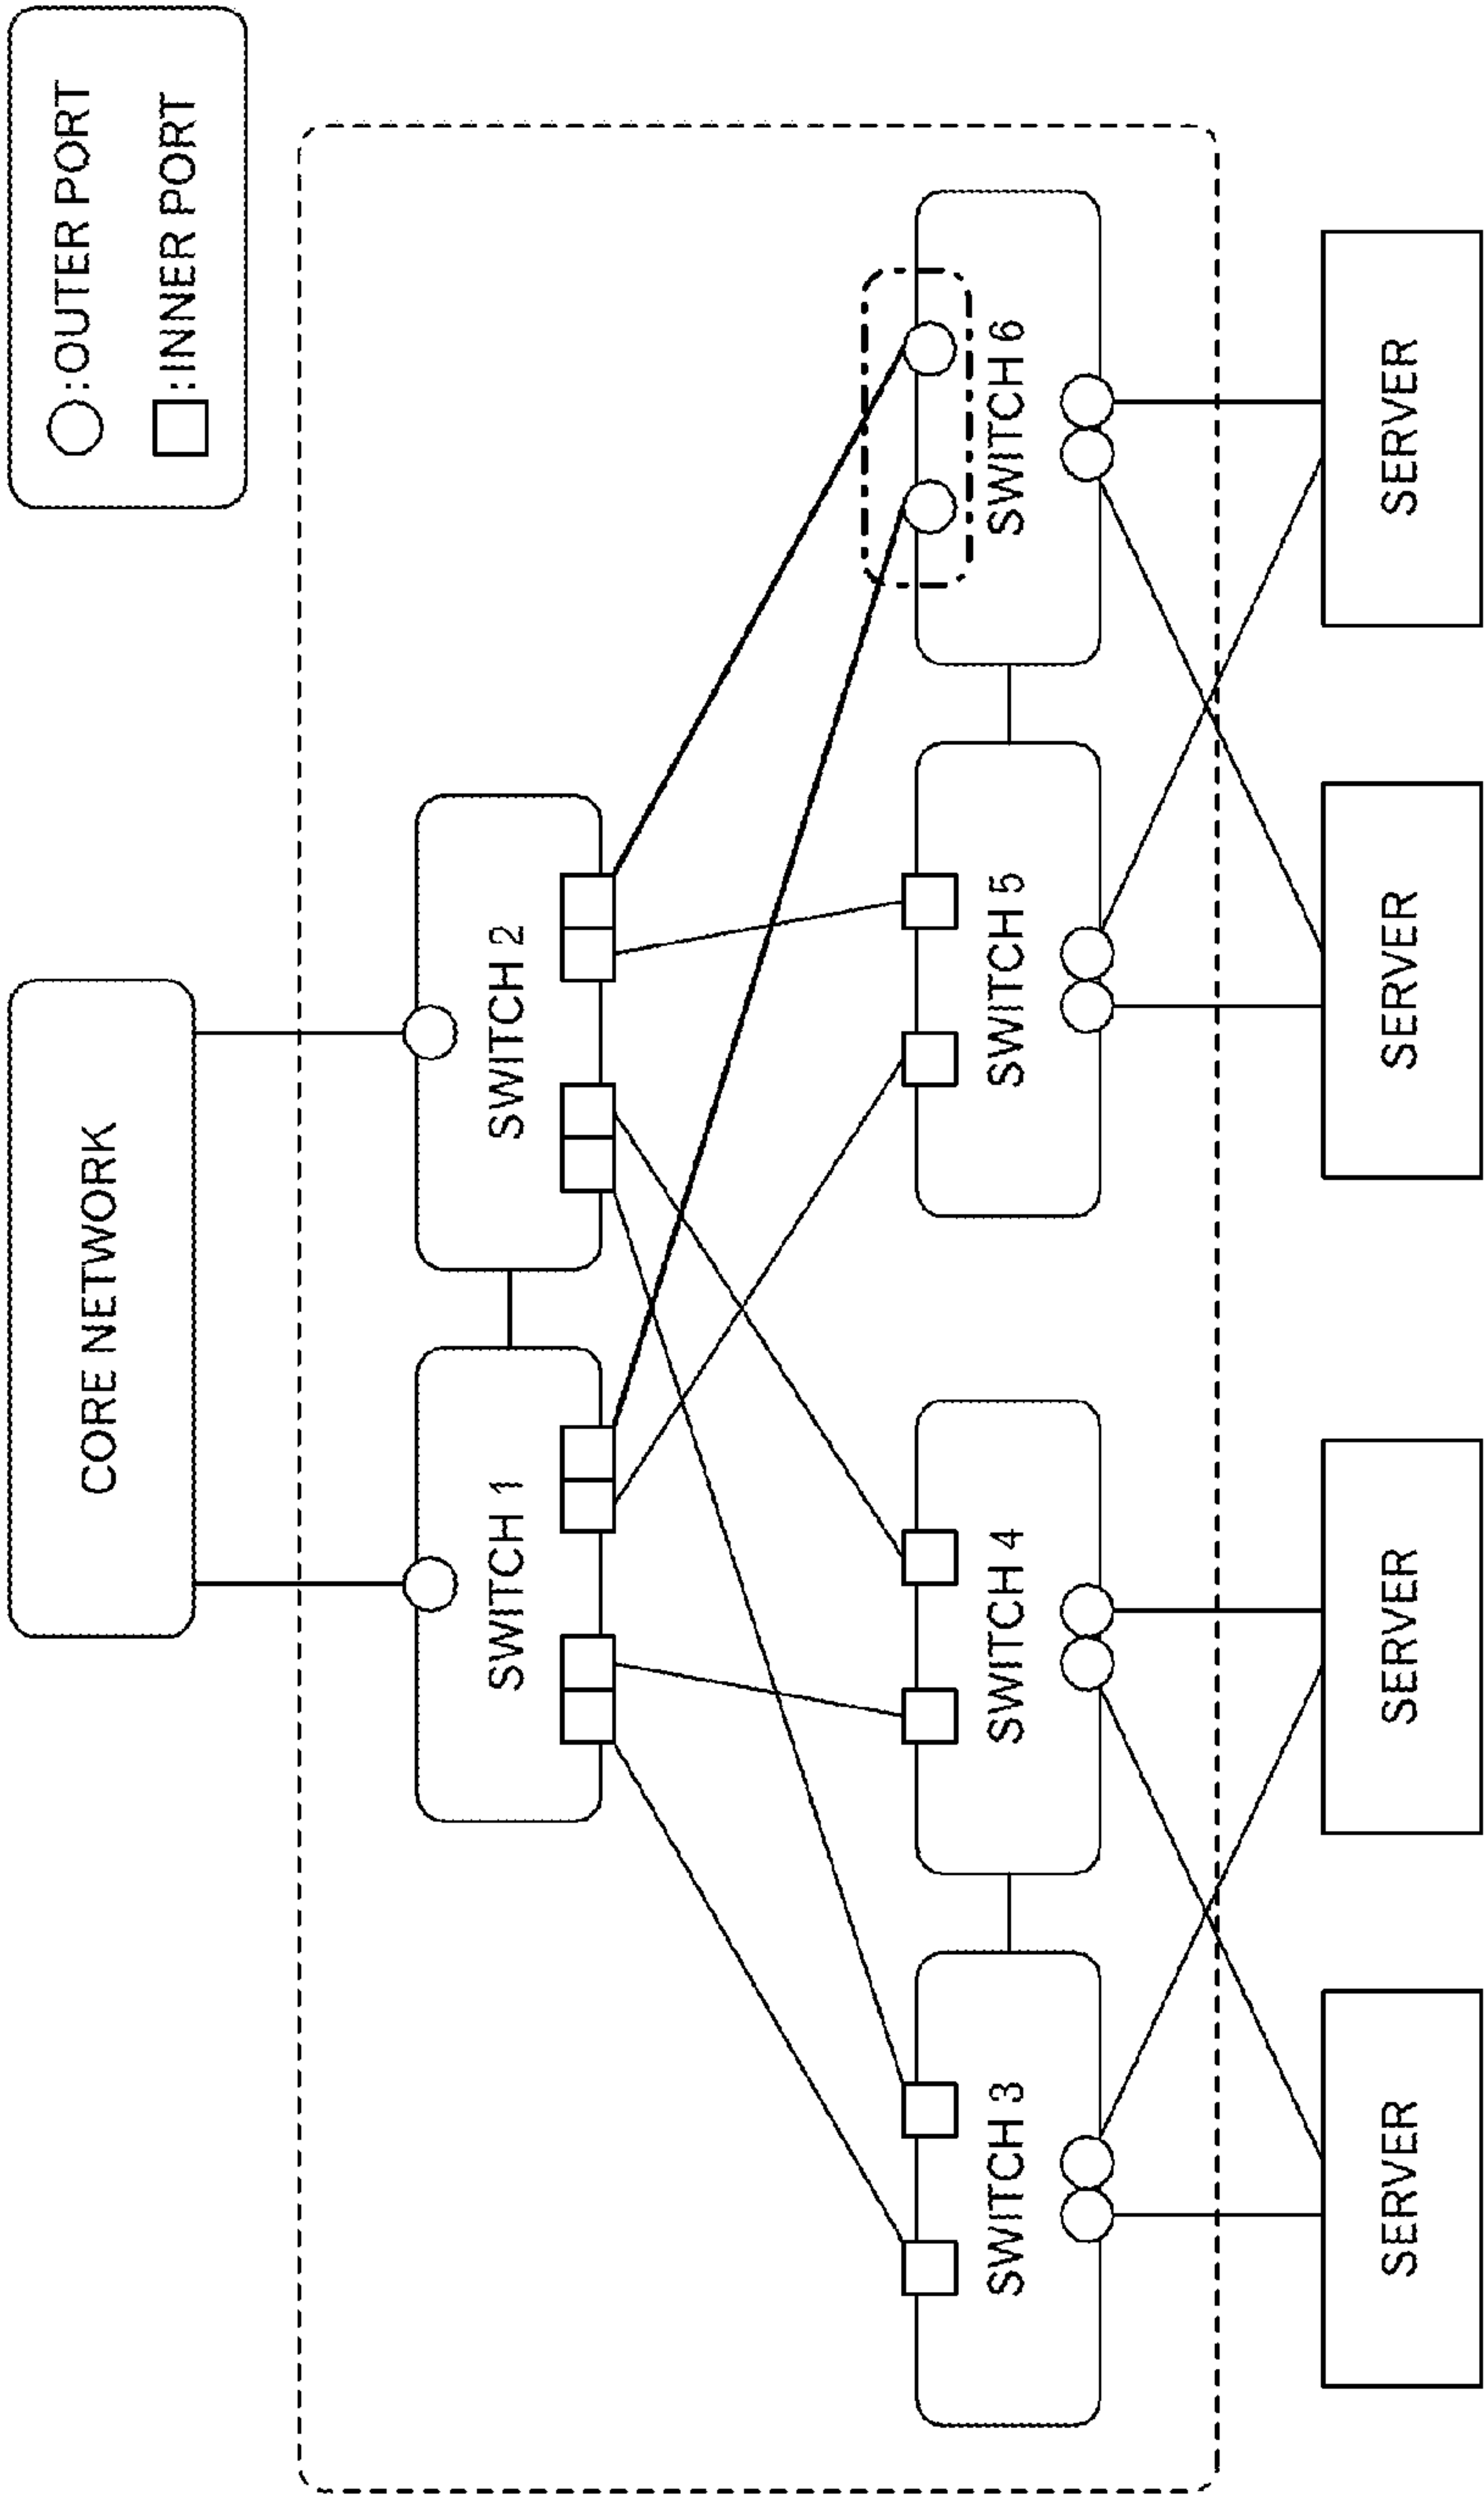 CORE NETWORK
○:OUTER PORT
□:INNER PORT
SWITCH 1
SWITCH 2
SWITCH 3
SWITCH 4
SWITCH 5
SWITCH 6
SERVER
SERVER
SERVER
SERVER